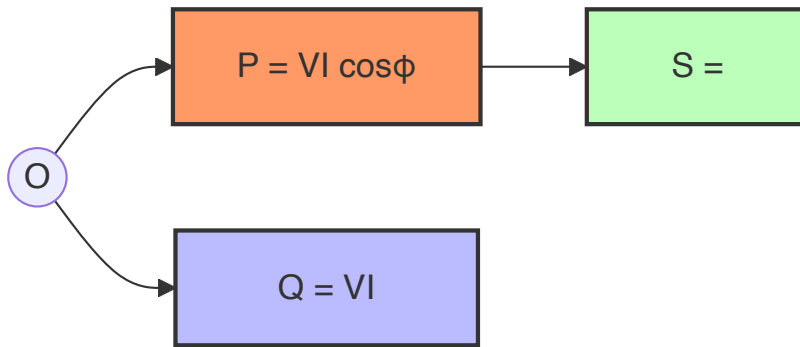 P = VI cosφ
S =
O
Q = VI